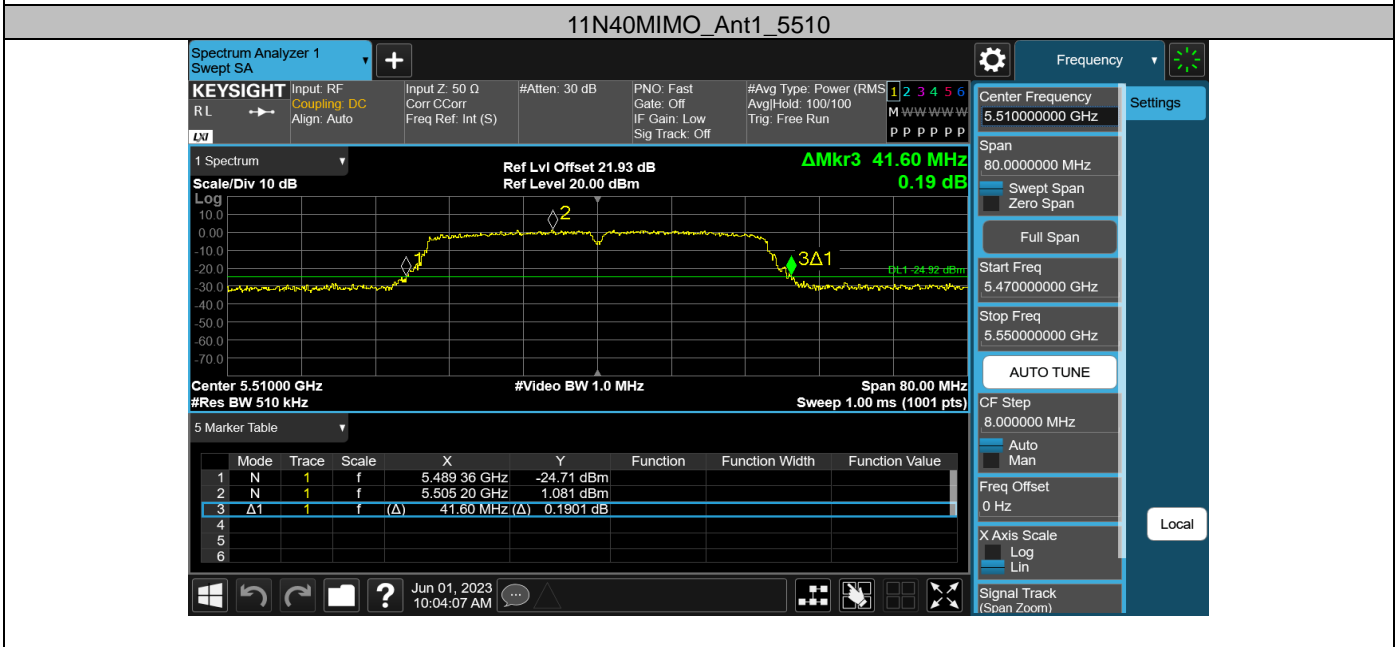 11N40MIMO_Ant1_5510
Spectrum Analyzer 1
Swept SA
Frequency
KEYSIGHT
RL
LXI
Input: RF
Coupling: DC
Align: Auto
Input Z: 50 Ω
Corr CCorr
Freq Ref: Int (S)
#Atten: 30 dB
PNO: Fast
Gate: Off
IF Gain: Low
Sig Track: Off
#Avg Type: Power (RMS
Avg|Hold: 100/100
Trig: Free Run
1 2 3 4 5 6
M W W W W W
P P P P P P
1 Spectrum
Scale/Div 10 dB
Ref Lvl Offset 21.93 dB
Ref Level 20.00 dBm
ΔMkr3 41.60 MHz
0.19 dB
Log
10.0
0.00
-10.0
-20.0
-30.0
-40.0
-50.0
-60.0
-70.0
1
2
3Δ1
DL1 -24.92 dBm
Center 5.51000 GHz
#Video BW 1.0 MHz
Span 80.00 MHz
#Res BW 510 kHz
Sweep 1.00 ms (1001 pts)
5 Marker Table
Mode Trace Scale X Y Function Function Width Function Value
1 N 1 f 5.489 36 GHz -24.71 dBm
2 N 1 f 5.505 20 GHz 1.081 dBm
3 Δ1 1 f (Δ) 41.60 MHz (Δ) 0.1901 dB
4
5
6
Jun 01, 2023
10:04:07 AM
Center Frequency
5.510000000 GHz
Settings
Span
80.0000000 MHz
Swept Span
Zero Span
Full Span
Start Freq
5.470000000 GHz
Stop Freq
5.550000000 GHz
AUTO TUNE
CF Step
8.000000 MHz
Auto
Man
Freq Offset
0 Hz
X Axis Scale
Log
Lin
Local
Signal Track
(Span Zoom)